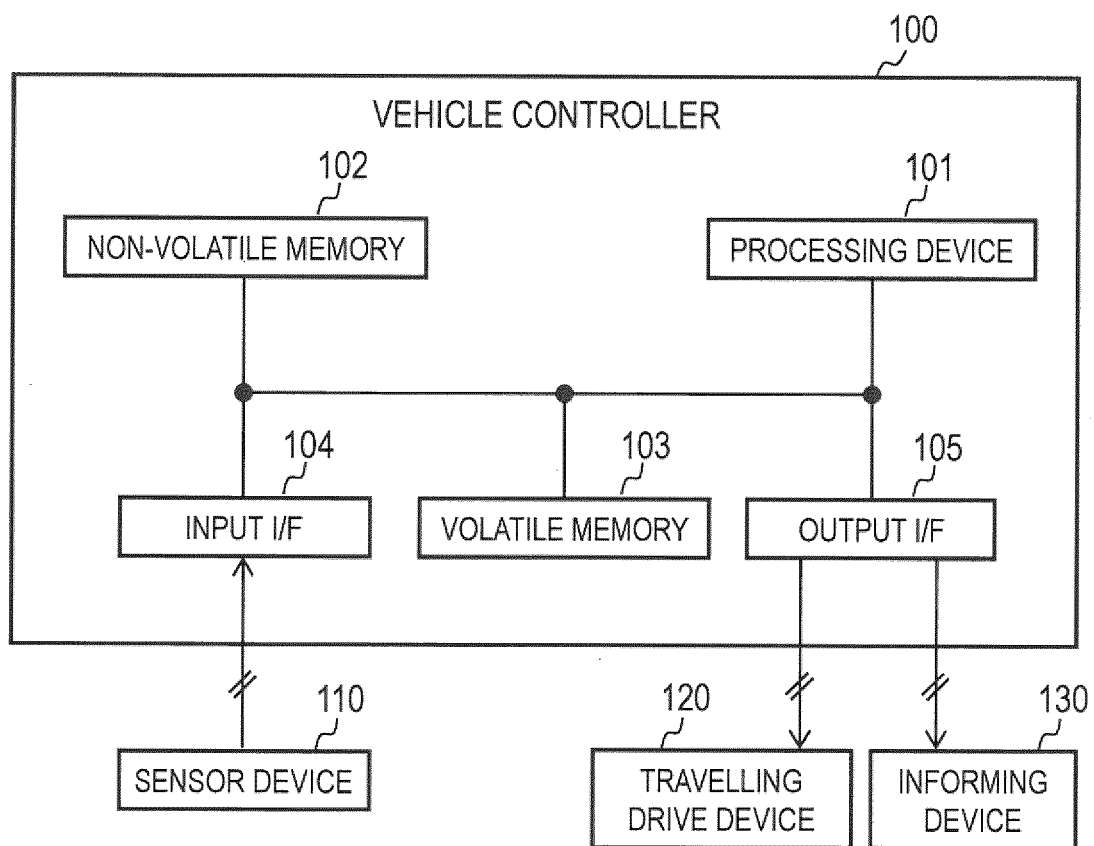 100
VEHICLE CONTROLLER
102
101
NON-VOLATILE MEMORY
PROCESSING DEVICE
104
103
105
INPUT I/F
VOLATILE MEMORY
OUTPUT I/F
110
120
130
SENSOR DEVICE
TRAVELLING
DRIVE DEVICE
INFORMING
DEVICE